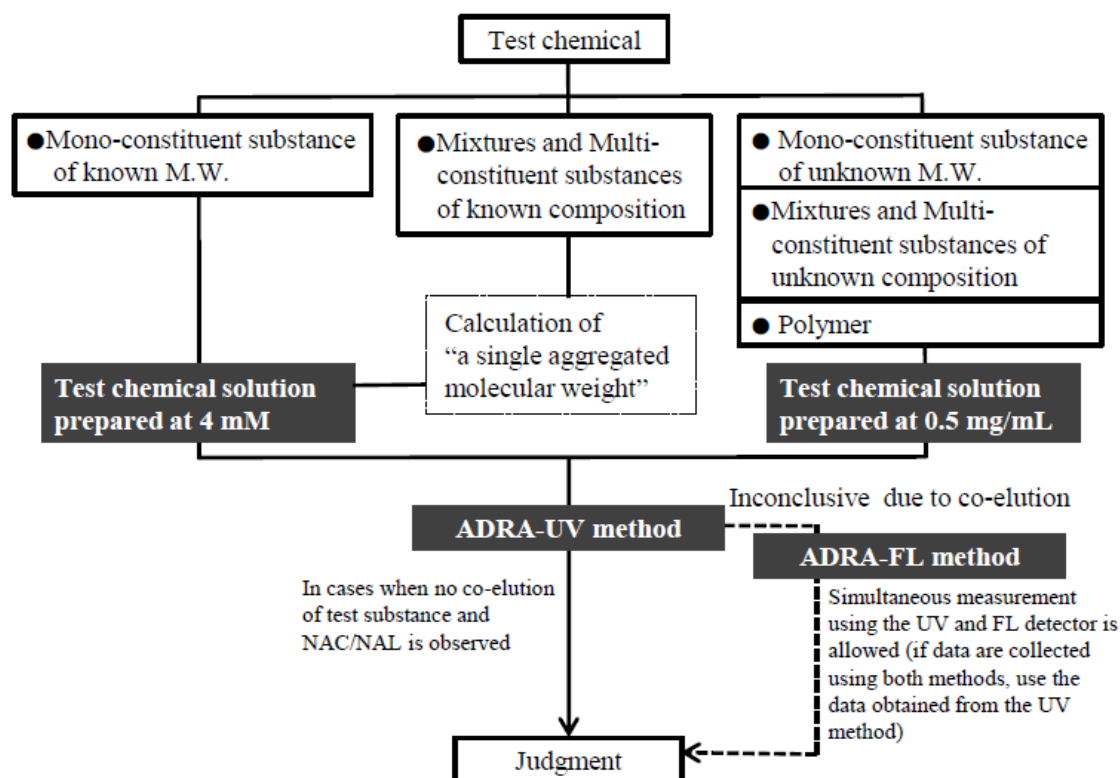 Test chemical
●Mono-constituent substance
of known M.W.
●Mixtures and Multi-
constituent substances
of known composition
● Mono-constituent substance
of unknown M.W.
●Mixtures and Multi-
constituent substances of
unknown composition
● Polymer
Calculation of
“a single aggregated
molecular weight”
Test chemical solution
prepared at 4 mM
Test chemical solution
prepared at 0.5 mg/mL
Inconclusive due to co-elution
ADRA-UV method
ADRA-FL method
In cases when no co-elution
of test substance and
NAC/NAL is observed
Simultaneous measurement
using the UV and FL detector is
allowed (if data are collected
using both methods, use the
data obtained from the UV
method)
Judgment